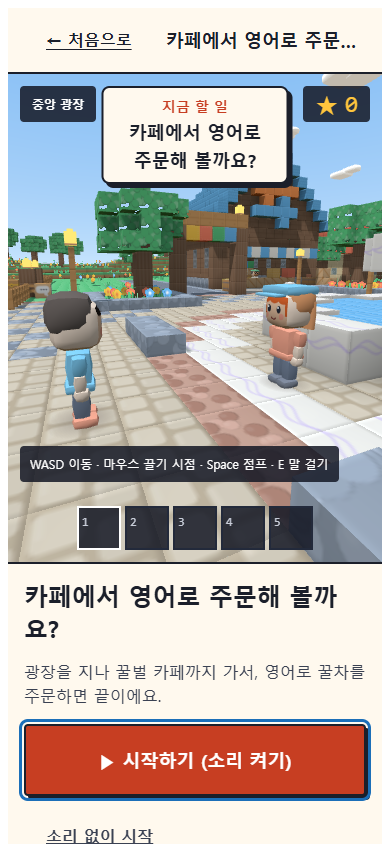 ← 처음으로 카페에서 영어로 주문...
중앙 광장
지금 할 일
카페에서 영어로
주문해 볼까요?
★ 0
WASD 이동 · 마우스 끌기 시점 · Space 점프 · E 말 걸기
1 2 3 4 5
카페에서 영어로 주문해 볼까
요?
광장을 지나 꿀벌 카페까지 가서, 영어로 꿀차를
주문하면 끝이에요.
▶ 시작하기 (소리 켜기)
소리 없이 시작